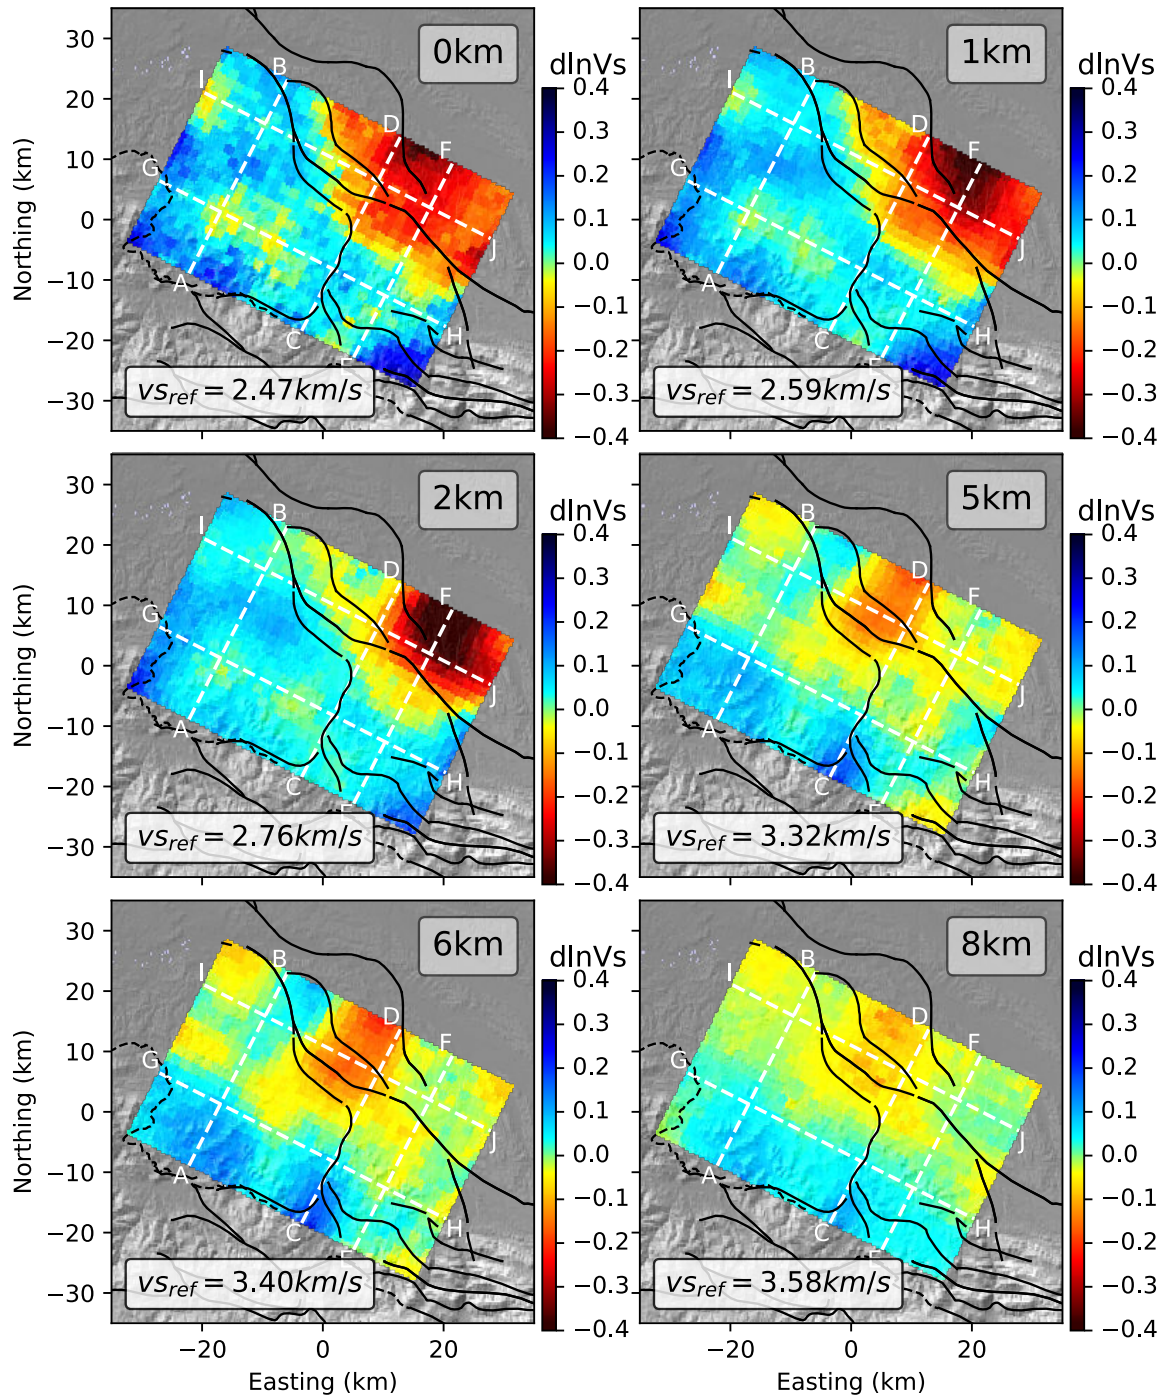 0km
1km
dlnVs
dlnVs
30
20
10
0
−10
−20
−30
Northing (km)
I
B
D
F
G
A
C
E
H
J
vs_ref = 2.47km/s
0.4
0.3
0.2
0.1
0.0
−0.1
−0.2
−0.3
−0.4
I
B
D
F
G
A
C
E
H
J
vs_ref = 2.59km/s
0.4
0.3
0.2
0.1
0.0
−0.1
−0.2
−0.3
−0.4
2km
5km
dlnVs
dlnVs
30
20
10
0
−10
−20
−30
Northing (km)
I
B
D
F
G
A
C
E
H
J
vs_ref = 2.76km/s
0.4
0.3
0.2
0.1
0.0
−0.1
−0.2
−0.3
−0.4
I
B
D
F
G
A
C
E
H
J
vs_ref = 3.32km/s
0.4
0.3
0.2
0.1
0.0
−0.1
−0.2
−0.3
−0.4
6km
8km
dlnVs
dlnVs
30
20
10
0
−10
−20
−30
Northing (km)
I
B
D
F
G
A
C
E
H
J
vs_ref = 3.40km/s
0.4
0.3
0.2
0.1
0.0
−0.1
−0.2
−0.3
−0.4
I
B
D
F
G
A
C
E
H
J
vs_ref = 3.58km/s
0.4
0.3
0.2
0.1
0.0
−0.1
−0.2
−0.3
−0.4
−20 0 20
−20 0 20
Easting (km)
Easting (km)